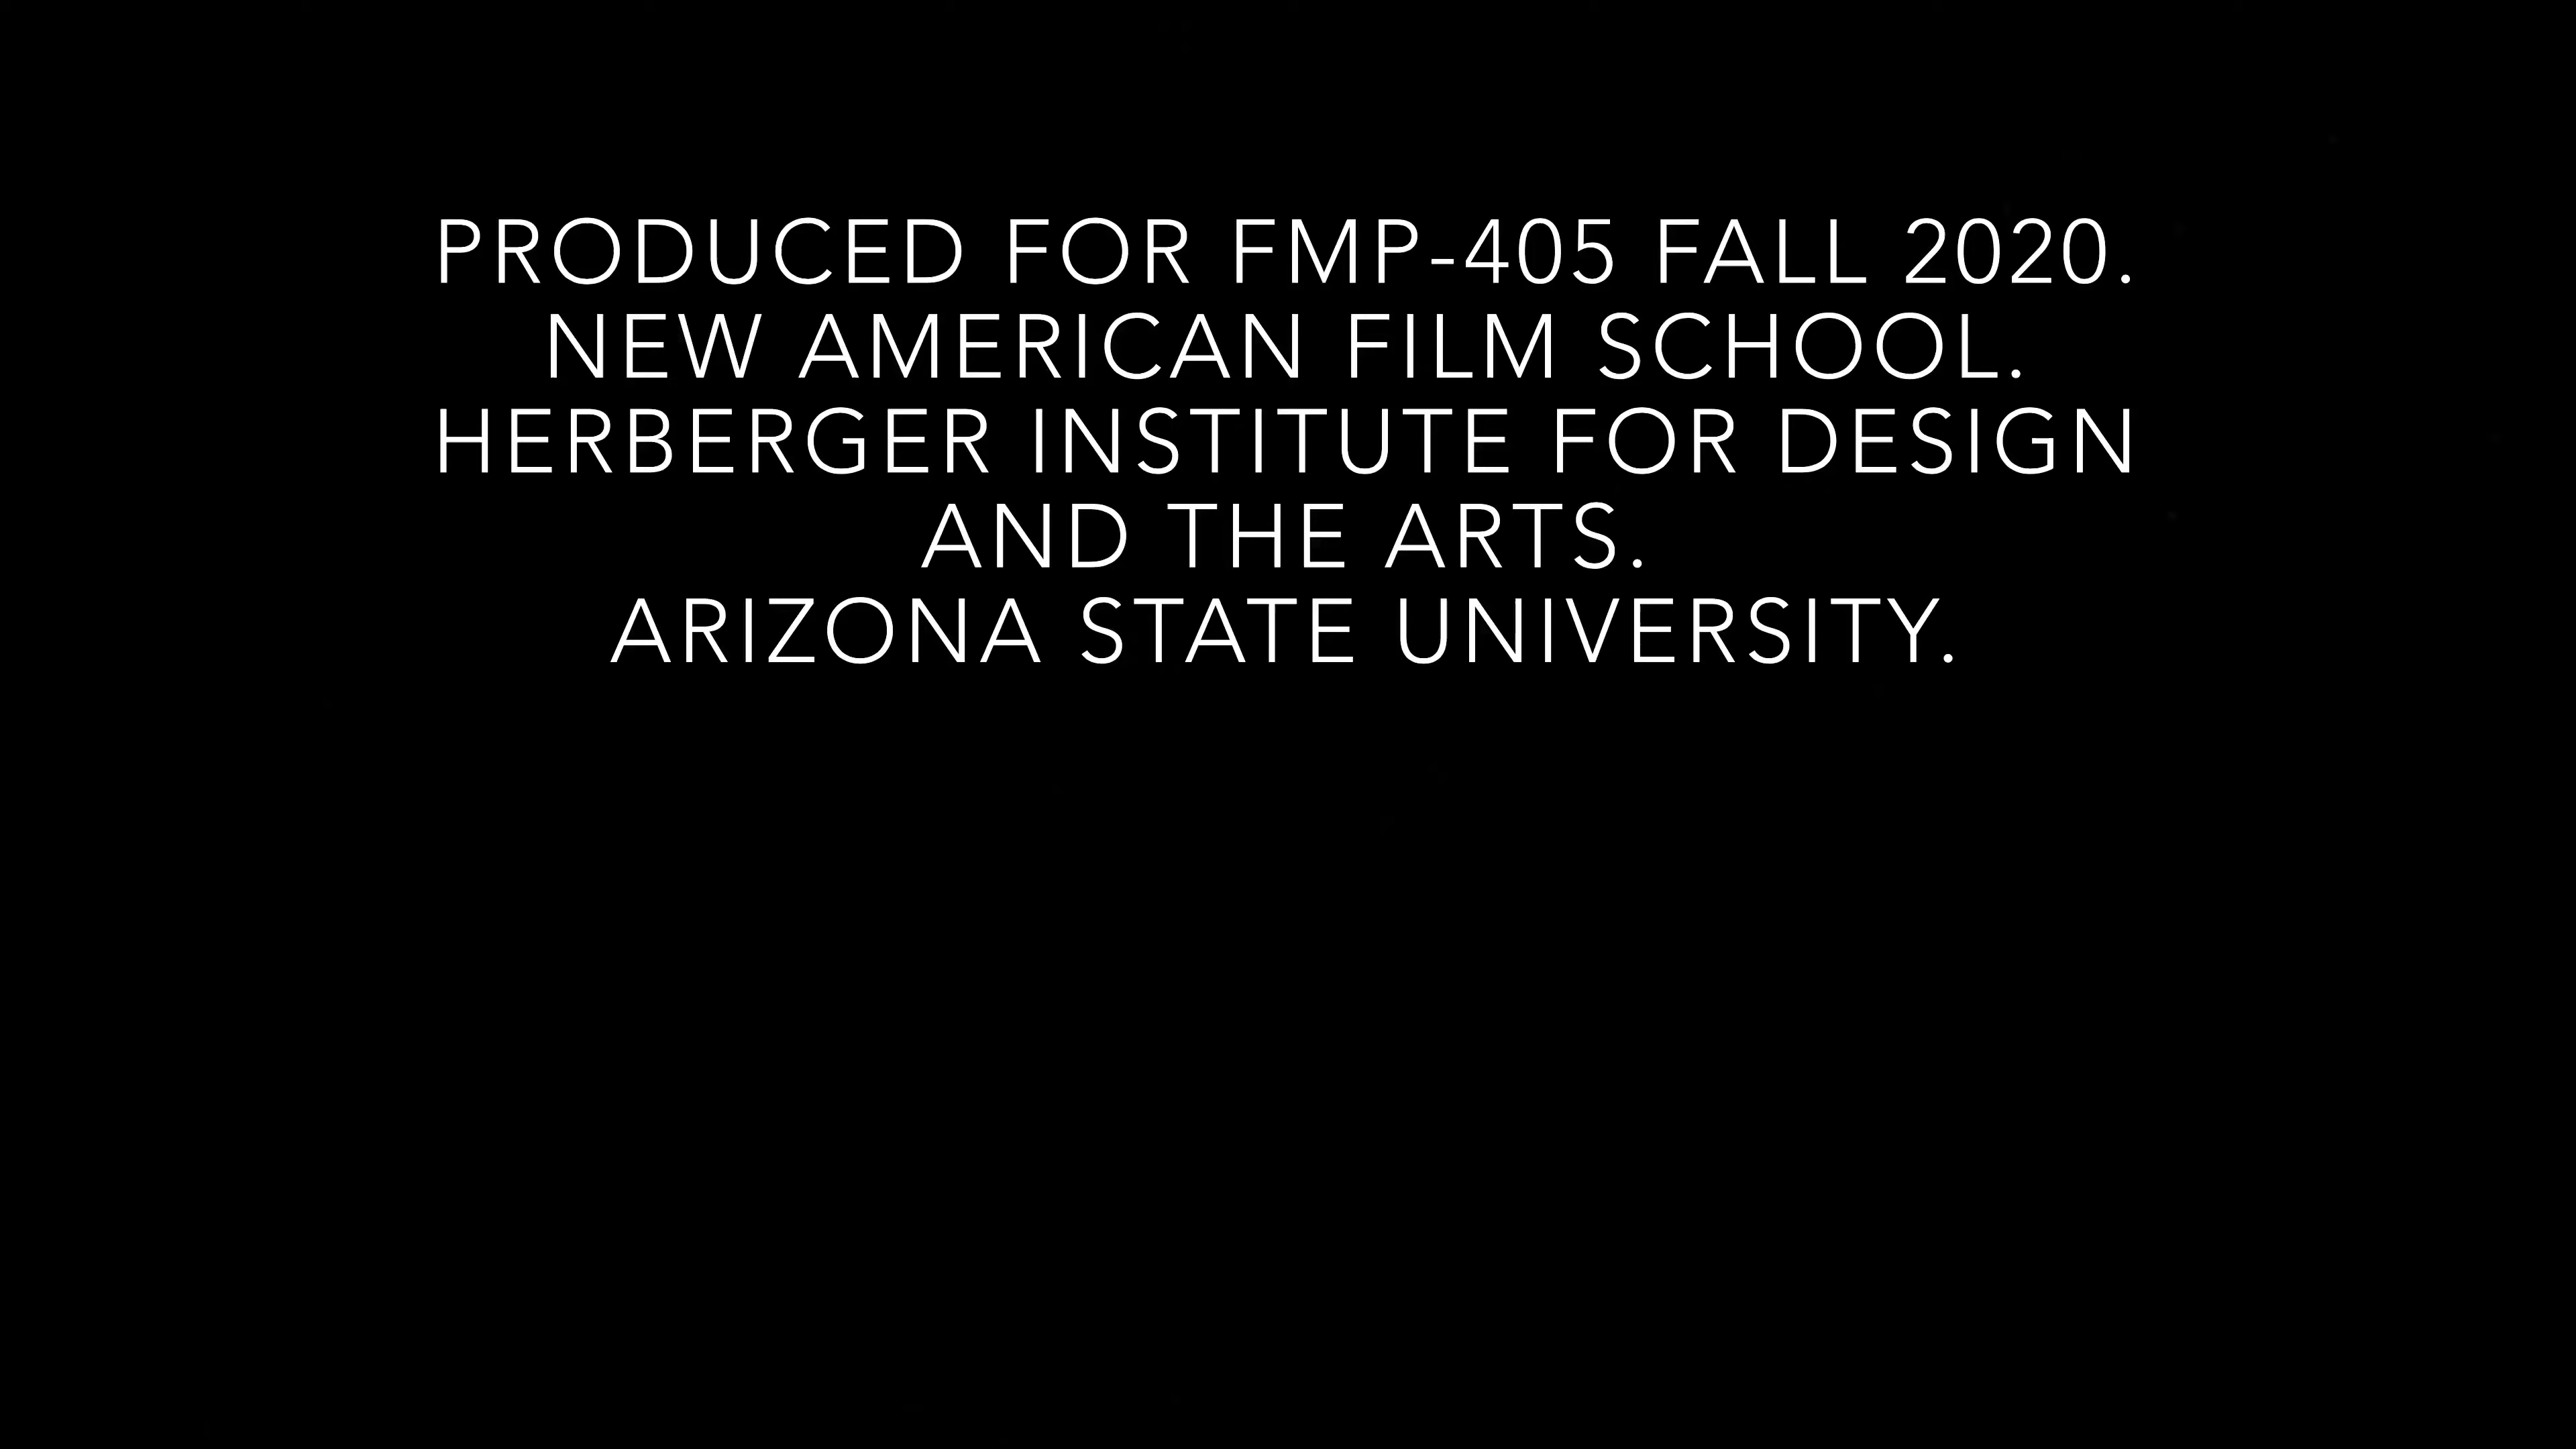 PRODUCED FOR FMP-405 FALL 2020.
NEW AMERICAN FILM SCHOOL.
HERBERGER INSTITUTE FOR DESIGN
AND THE ARTS.
ARIZONA STATE UNIVERSITY.